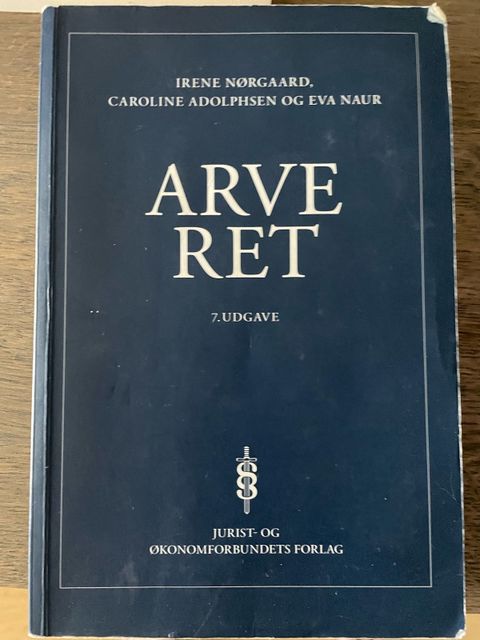 IRENE NØRGAARD,
CAROLINE ADOLPHSEN OG EVA NAUR
ARVE
RET
7. UDGAVE
§
JURIST- OG
ØKONOMFORBUNDETS FORLAG